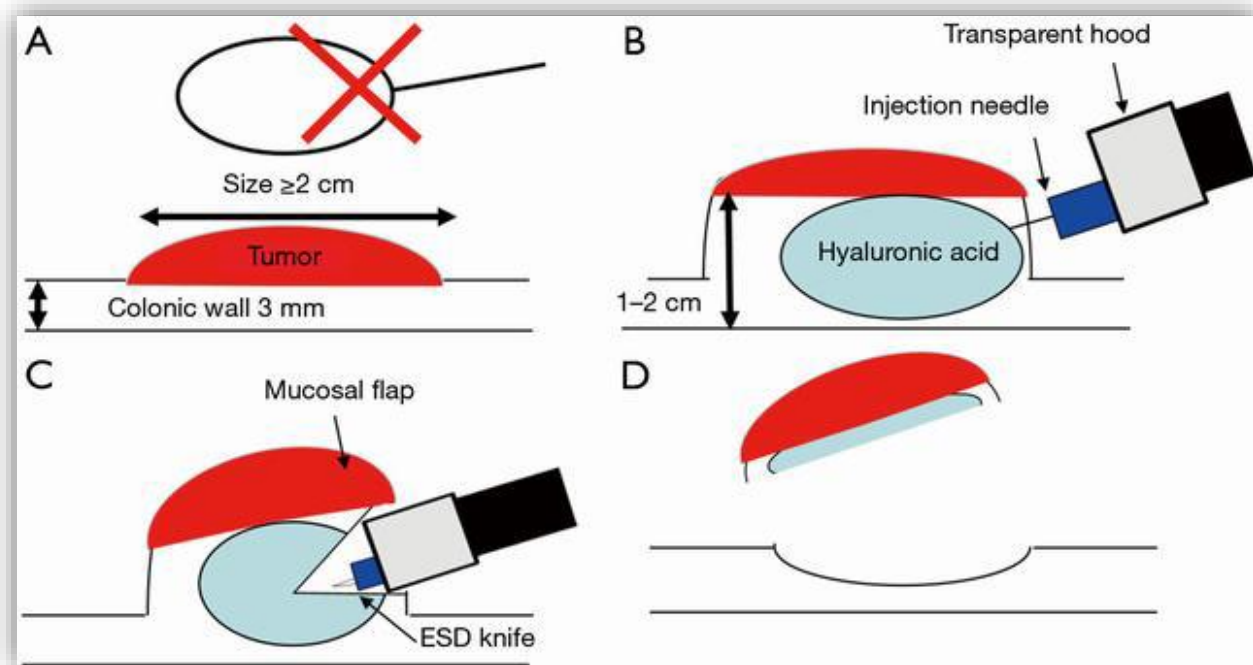 A
Size ≥2 cm
Tumor
Colonic wall 3 mm
B
Transparent hood
Injection needle
Hyaluronic acid
1–2 cm
C
Mucosal flap
ESD knife
D